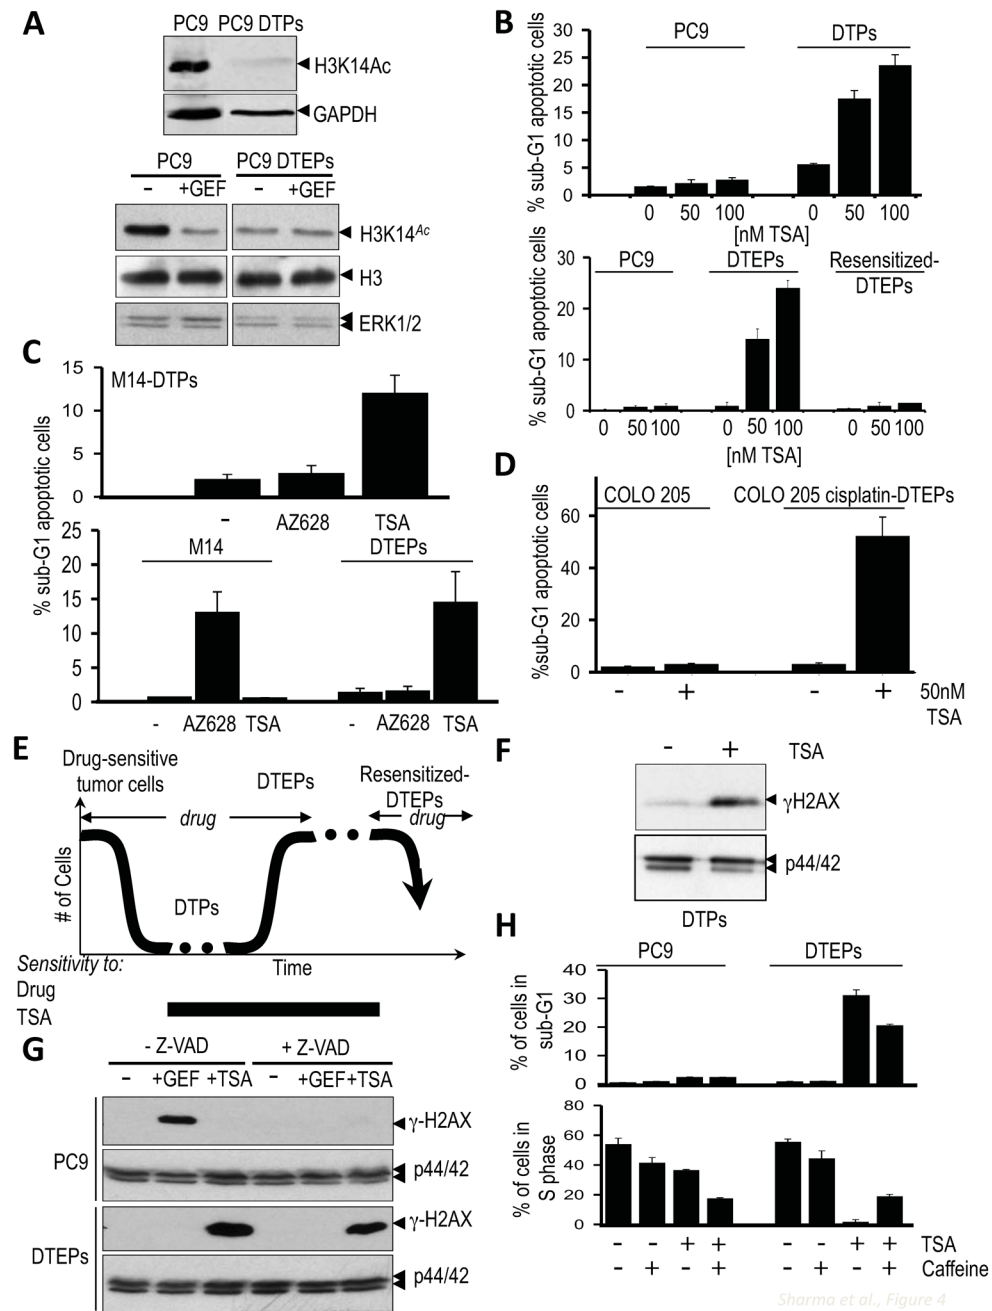 A
PC9 PC9 DTPs
H3K14Ac
GAPDH
PC9 PC9 DTEPs
- +GEF - +GEF
H3K14Ac
H3
ERK1/2
B
% sub-G1 apoptotic cells
30
25
20
15
10
5
0
PC9 DTPs
0 50 100 0 50 100
[nM TSA]
% sub-G1 apoptotic cells
30
20
10
0
PC9 DTEPs Resensitized-
DTEPs
0 50 100 0 50 100 0 50 100
[nM TSA]
C
% sub-G1 apoptotic cells
15
10
5
0
M14-DTPs
- AZ628 TSA
25
20
15
10
5
0
M14 DTEPs
- AZ628 TSA - AZ628 TSA
D
%sub-G1 apoptotic cells
60
40
20
0
COLO 205 COLO 205 cisplatin-DTEPs
- + - + 50nM
TSA
E
Drug-sensitive
tumor cells
DTEPs
Resensitized-
DTEPs
drug drug
# of Cells
DTPs
Time
Sensitivity to:
Drug
TSA
F
- + TSA
γH2AX
p44/42
DTPs
G
- Z-VAD + Z-VAD
- +GEF +TSA - +GEF +TSA
PC9
γ-H2AX
p44/42
DTEPs
γ-H2AX
p44/42
H
PC9 DTEPs
% of cells in
sub-G1
40
30
20
10
0
% of cells in
S phase
80
60
40
20
0
- - + + - - + + TSA
- + - + - + - + Caffeine
Sharma et al., Figure 4